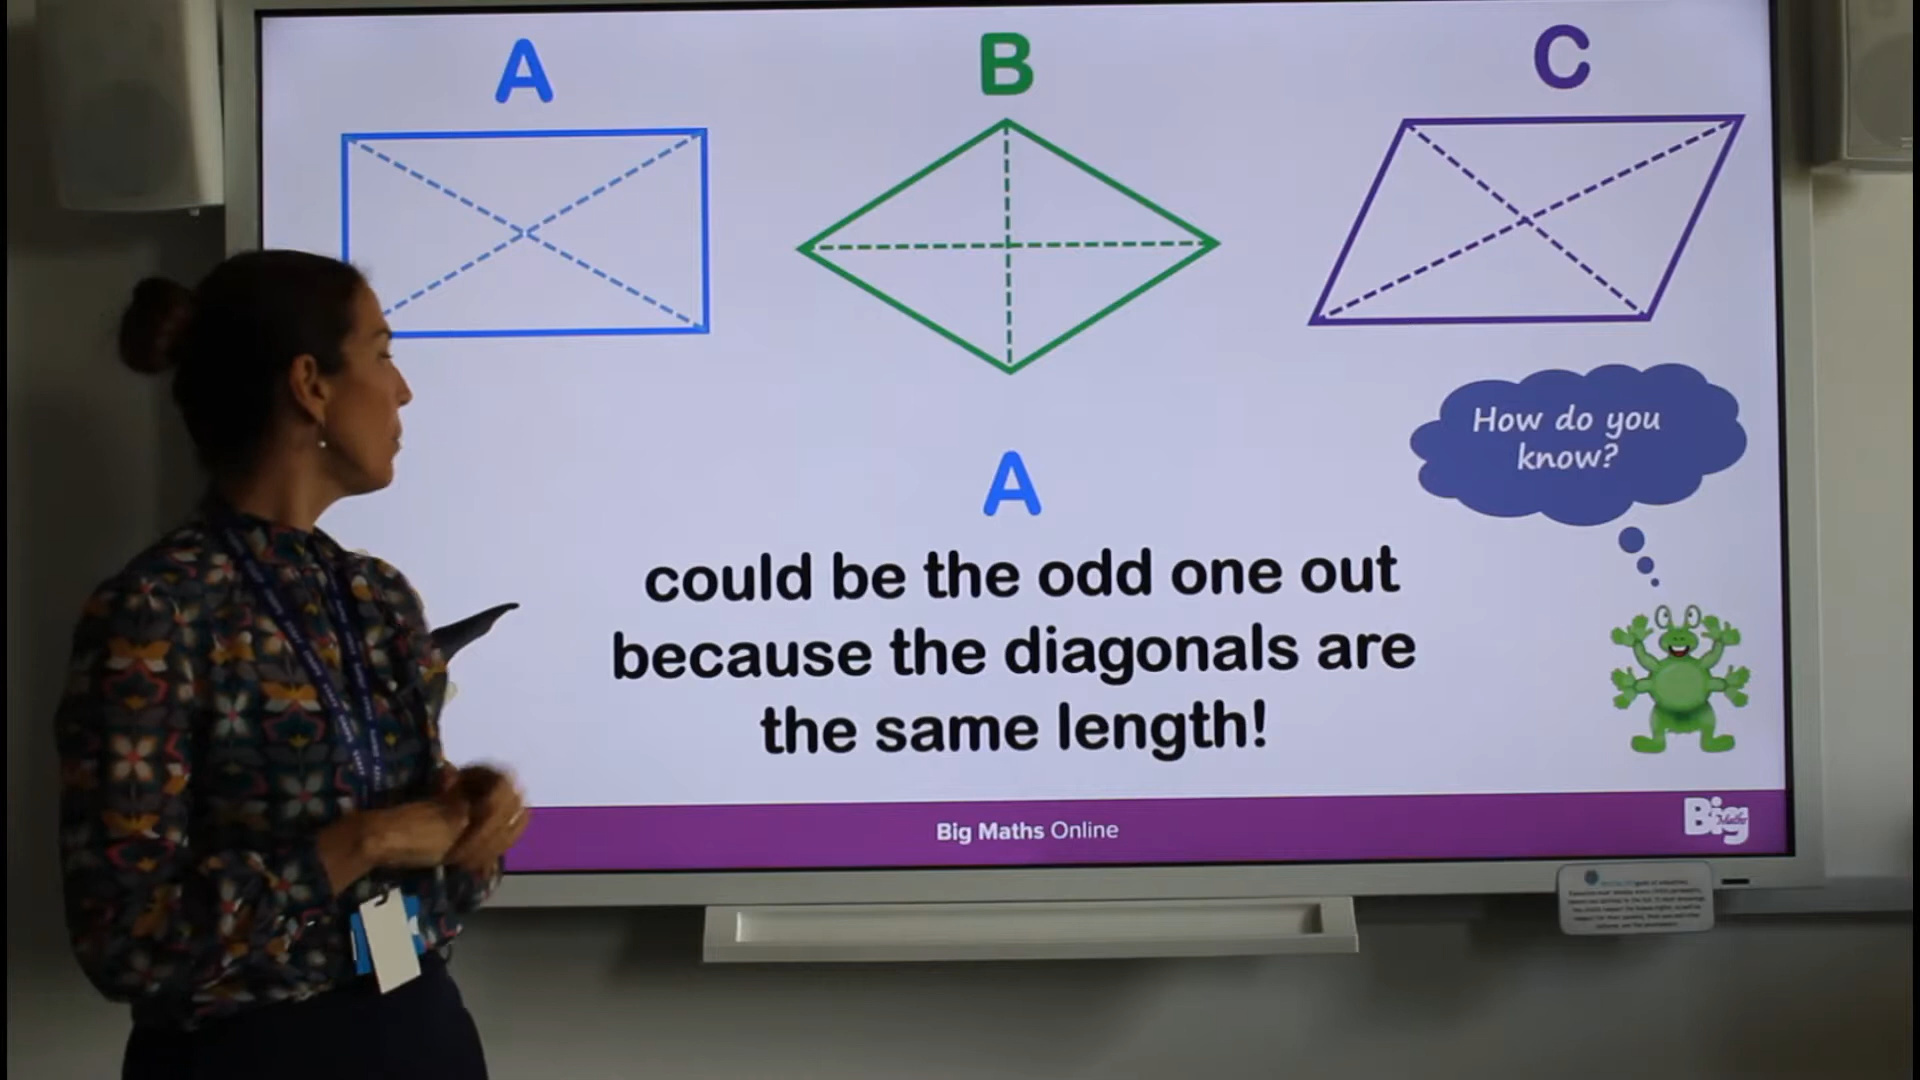 A
B
C
How do you
know?
A
could be the odd one out
because the diagonals are
the same length!
Big Maths Online
Big
Maths